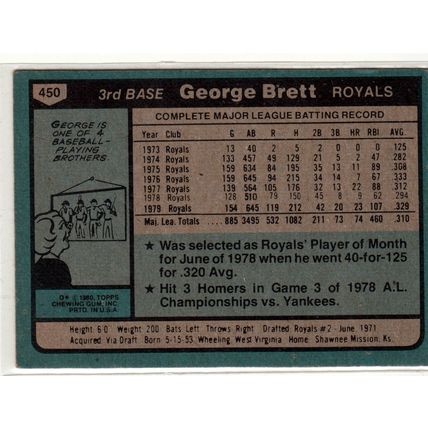 450 3rd BASE George Brett ROYALS
GEORGE IS
ONE OF 4
BASEBALL-
PLAYING
BROTHERS.
COMPLETE MAJOR LEAGUE BATTING RECORD
Year Club G AB R H 2B 3B HR RBI AVG.
1973 Royals 13 40 2 5 2 0 0 0 .125
1974 Royals 133 457 49 129 21 5 2 47 .282
1975 Royals 159 634 84 195 35 13 11 89 .308
1976 Royals 159 645 94 215 34 14 7 67 .333
1977 Royals 139 564 105 176 32 13 22 88 .312
1978 Royals 128 510 79 150 45 8 9 62 .294
1979 Royals 154 645 119 212 42 20 23 107 .329
Maj. Lea. Totals 885 3495 532 1082 211 73 74 460 .310
★ Was selected as Royals' Player of Month
for June of 1978 when he went 40-for-125
for .320 Avg.
★ Hit 3 Homers in Game 3 of 1978 A.L.
Championships vs. Yankees.
D★ © 1980, TOPPS
CHEWING GUM, INC.
PRTD. IN U.S.A
Height 6.0 Weight 200 Bats Left Throws Right Drafted Royals #2-June 1971
Acquired Via Draft Born 5-15-53 Wheeling, West Virginia Home Shawnee Mission, Ks.